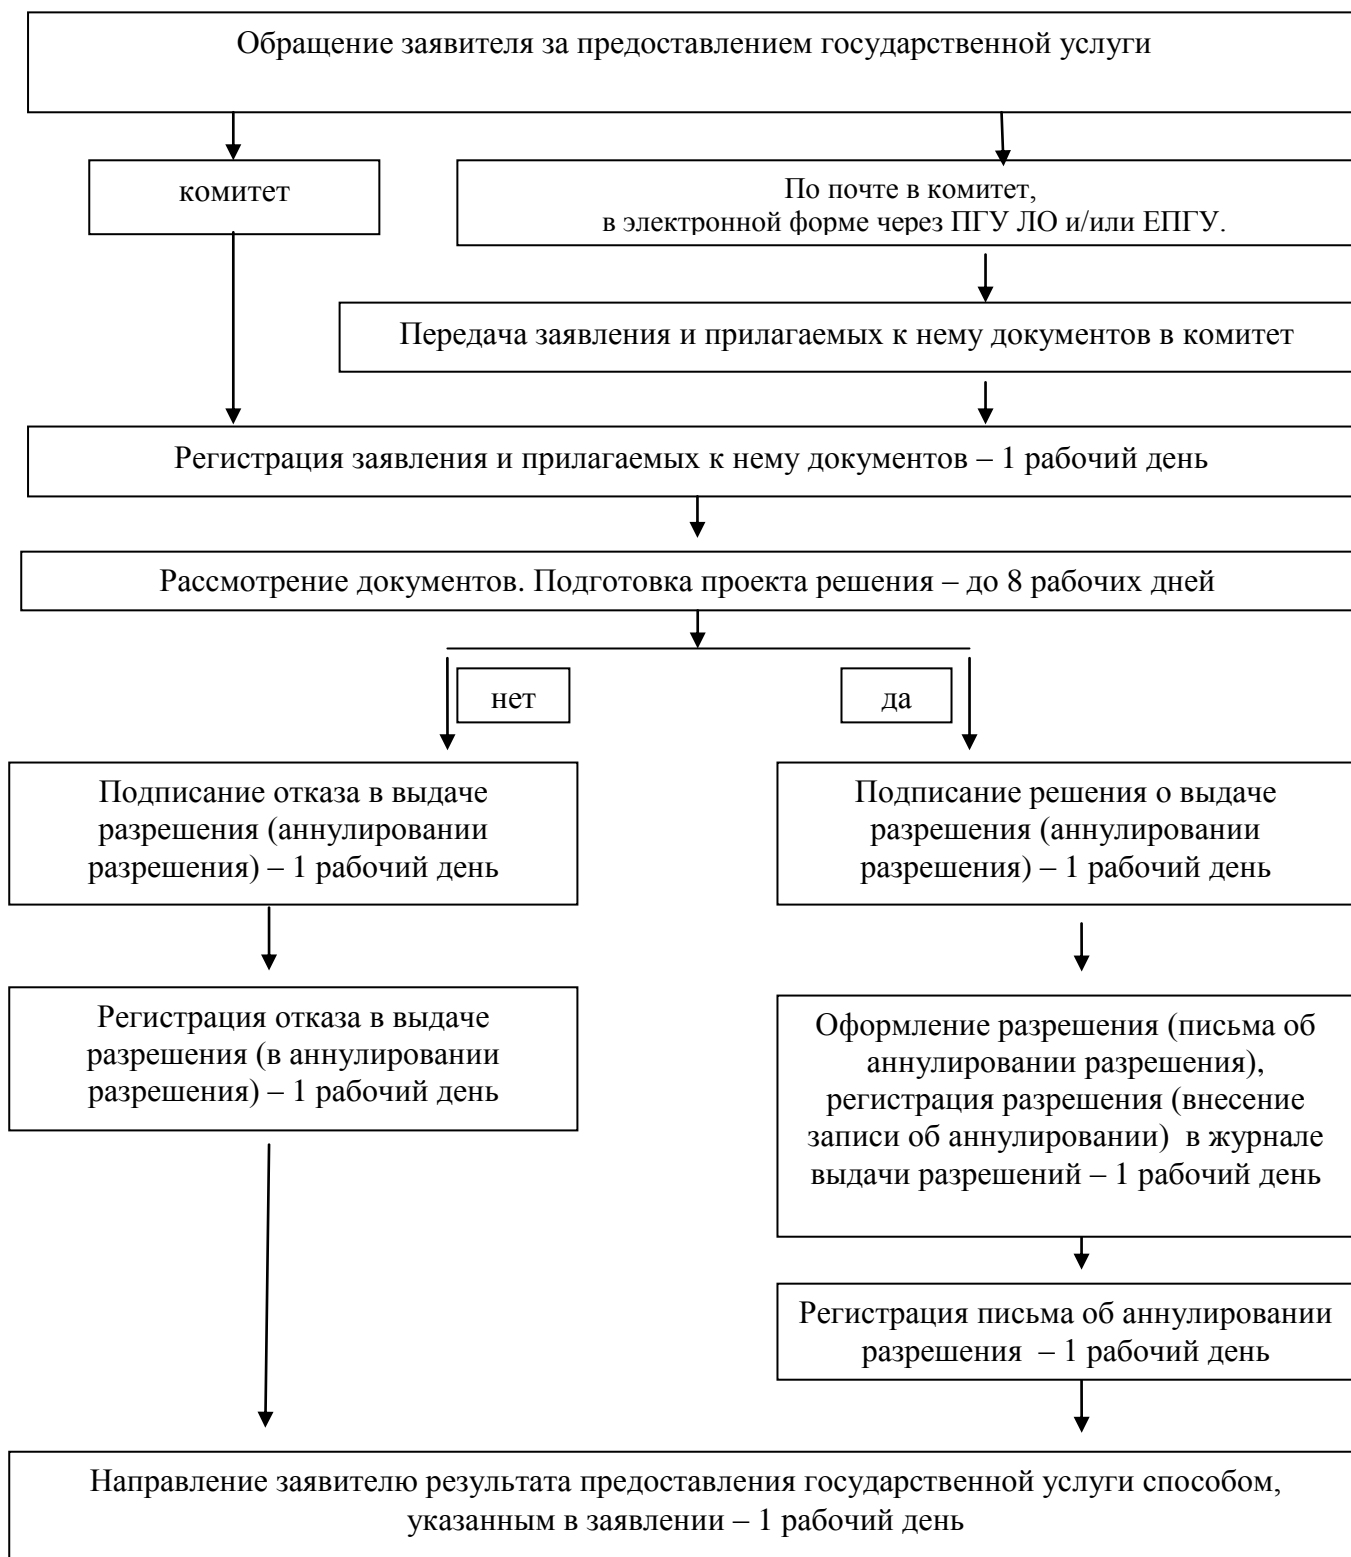 Обращение заявителя за предоставлением государственной услуги
комитет
По почте в комитет,
в электронной форме через ПГУ ЛО и/или ЕПГУ.
Передача заявления и прилагаемых к нему документов в комитет
Регистрация заявления и прилагаемых к нему документов – 1 рабочий день
Рассмотрение документов. Подготовка проекта решения – до 8 рабочих дней
нет
да
Подписание отказа в выдаче
разрешения (аннулировании
разрешения) – 1 рабочий день
Подписание решения о выдаче
разрешения (аннулировании
разрешения) – 1 рабочий день
Регистрация отказа в выдаче
разрешения (в аннулировании
разрешения) – 1 рабочий день
Оформление разрешения (письма об
аннулировании разрешения),
регистрация разрешения (внесение
записи об аннулировании)  в журнале
выдачи разрешений – 1 рабочий день
Регистрация письма об аннулировании
разрешения  – 1 рабочий день
Направление заявителю результата предоставления государственной услуги способом,
указанным в заявлении – 1 рабочий день